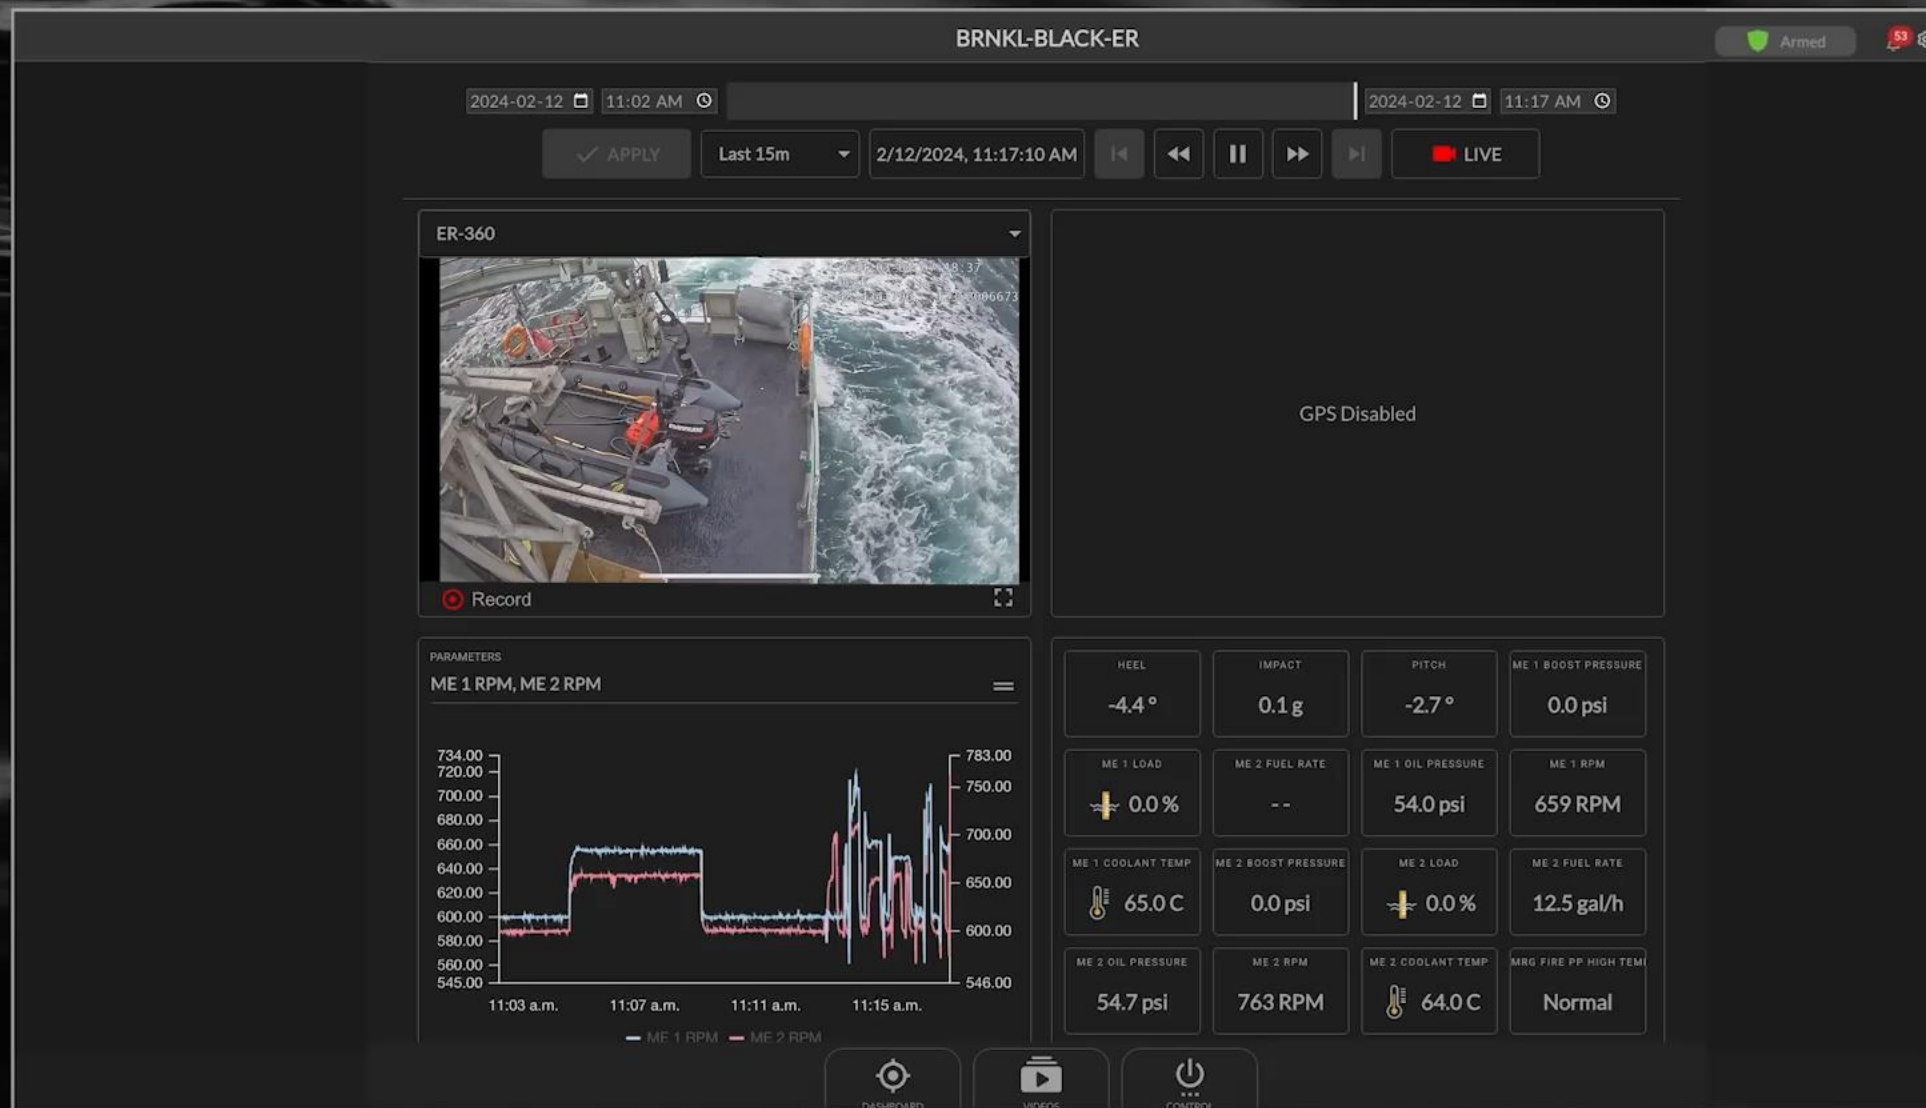 BRNKL-BLACK-ER
Armed
53
2024-02-12
11:02 AM
2024-02-12
11:17 AM
APPLY
Last 15m
2/12/2024, 11:17:10 AM
LIVE
ER-360
48:37
06673
Record
GPS Disabled
PARAMETERS
ME 1 RPM, ME 2 RPM
734.00
720.00
700.00
680.00
660.00
640.00
620.00
600.00
580.00
560.00
545.00
783.00
750.00
700.00
650.00
600.00
546.00
11:03 a.m.
11:07 a.m.
11:11 a.m.
11:15 a.m.
ME 1 RPM
ME 2 RPM
HEEL
-4.4 °
IMPACT
0.1 g
PITCH
-2.7 °
ME 1 BOOST PRESSURE
0.0 psi
ME 1 LOAD
0.0 %
ME 2 FUEL RATE
- -
ME 1 OIL PRESSURE
54.0 psi
ME 1 RPM
659 RPM
ME 1 COOLANT TEMP
65.0 C
ME 2 BOOST PRESSURE
0.0 psi
ME 2 LOAD
0.0 %
ME 2 FUEL RATE
12.5 gal/h
ME 2 OIL PRESSURE
54.7 psi
ME 2 RPM
763 RPM
ME 2 COOLANT TEMP
64.0 C
MRG FIRE PP HIGH TEM
Normal
DASHBOARD
VIDEOS
CONTROL